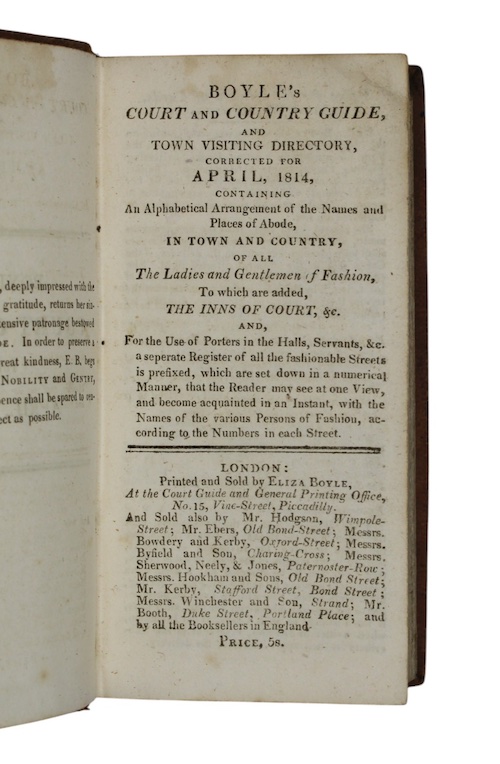 , deeply impressed with the
gratitude, returns her sin-
tensive patronage bestowed
DE. In order to preserve a
reat kindness, E. B. begs
NOBILITY and GENTRY,
ence shall be spared to ren-
ect as possible.
BOYLE's
COURT AND COUNTRY GUIDE,
AND
TOWN VISITING DIRECTORY,
CORRECTED FOR
APRIL, 1814,
CONTAINING
An Alphabetical Arrangement of the Names and
Places of Abode,
IN TOWN AND COUNTRY,
OF ALL
The Ladies and Gentlemen of Fashion,
To which are added,
THE INNS OF COURT, &c.
AND,
For the Use of Porters in the Halls, Servants, &c.
a seperate Register of all the fashionable Streets
is prefixed, which are set down in a numerical
Manner, that the Reader may see at one View,
and become acquainted in an Instant, with the
Names of the various Persons of Fashion, ac-
cording to the Numbers in each Street.
LONDON:
Printed and Sold by ELIZA BOYLE,
At the Court Guide and General Printing Office,
No. 15, Vine-Street, Piccadilly.
And Sold also by Mr. Hodgson, Wimpole-
Street; Mr. Ebers, Old Bond-Street; Messrs.
Bowdery and Kerby, Oxford-Street; Messrs.
Byfield and Son, Charing-Cross; Messrs.
Sherwood, Neely, & Jones, Paternoster-Row;
Messrs. Hookham and Sons, Old Bond Street;
Mr. Kerby, Stafford Street, Bond Street;
Messrs. Winchester and Son, Strand; Mr.
Booth, Duke Street, Portland Place; and
by all the Booksellers in England-
PRICE, 5s.